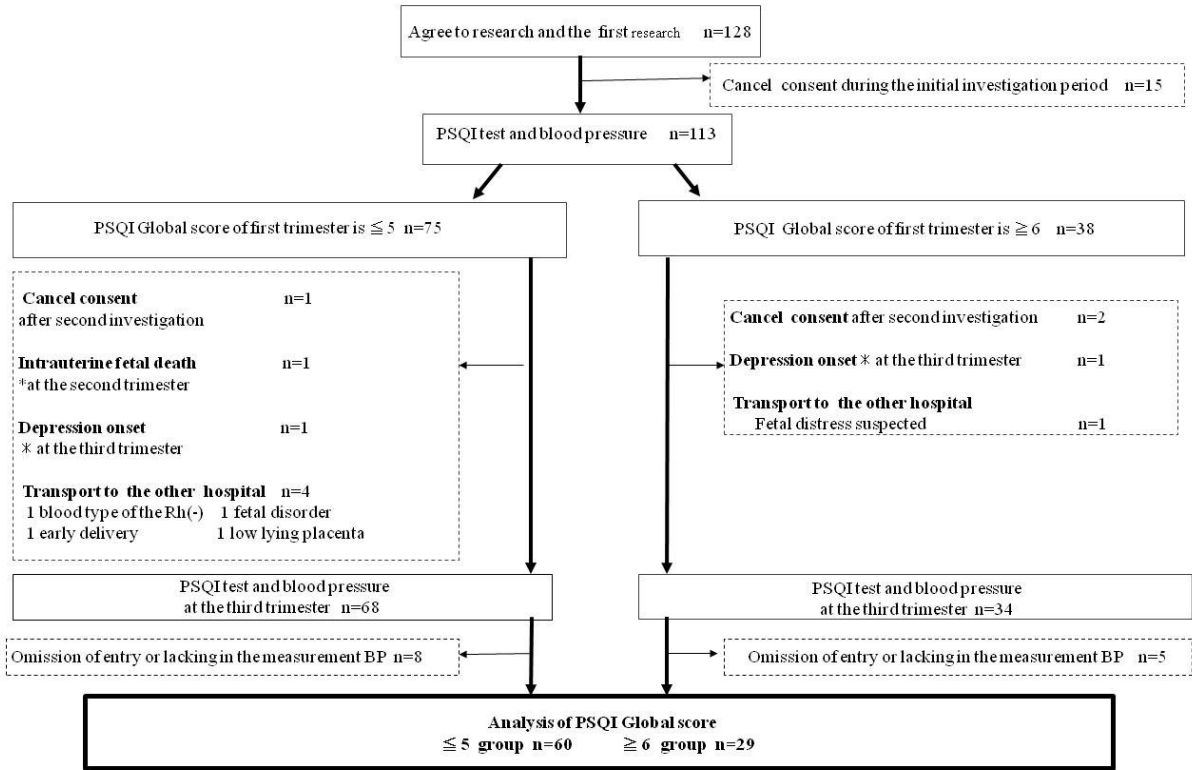 Agree to research and the first research n=128
Cancel consent during the initial investigation period n=15
PSQI test and blood pressure n=113
PSQI Global score of first trimester is ≦5 n=75
PSQI Global score of first trimester is ≧6 n=38
Cancel consent n=1
after second investigation
Intrauterine fetal death n=1
*at the second trimester
Depression onset n=1
* at the third trimester
Transport to the other hospital n=4
1 blood type of the Rh(-) 1 fetal disorder
1 early delivery 1 low lying placenta
Cancel consent after second investigation n=2
Depression onset * at the third trimester n=1
Transport to the other hospital
Fetal distress suspected n=1
PSQI test and blood pressure
at the third trimester n=68
PSQI test and blood pressure
at the third trimester n=34
Omission of entry or lacking in the measurement BP n=8
Omission of entry or lacking in the measurement BP n=5
Analysis of PSQI Global score
≦5 group n=60 ≧6 group n=29